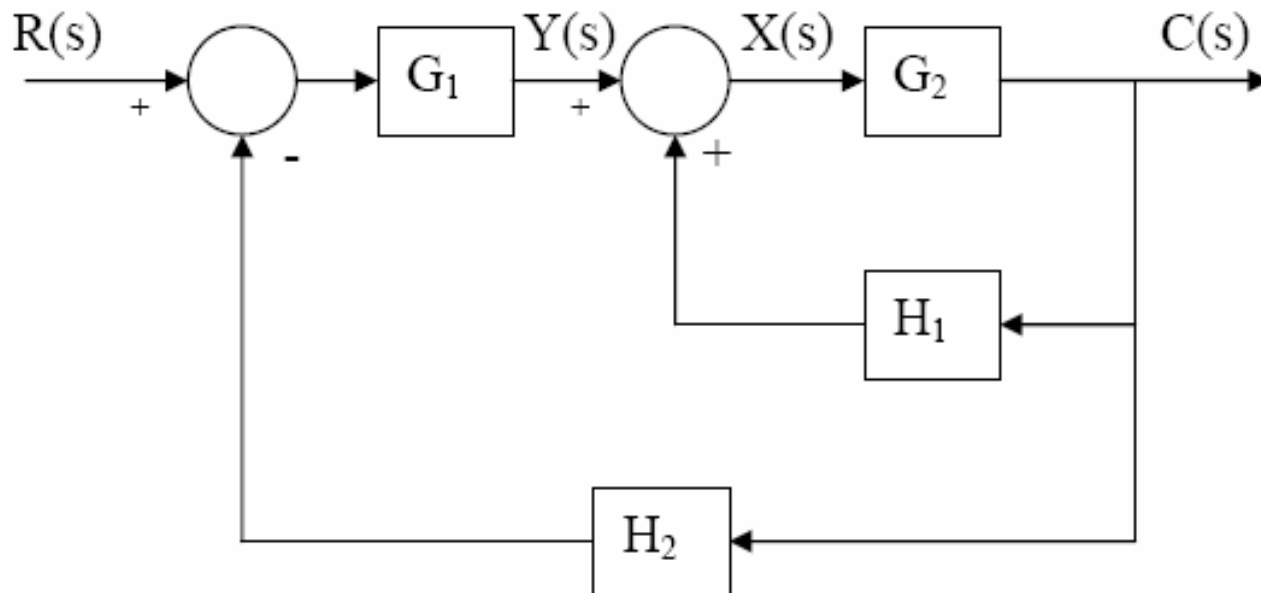 R(s)
Y(s)
X(s)
C(s)
G₁
G₂
+
+
-
+
H₁
H₂